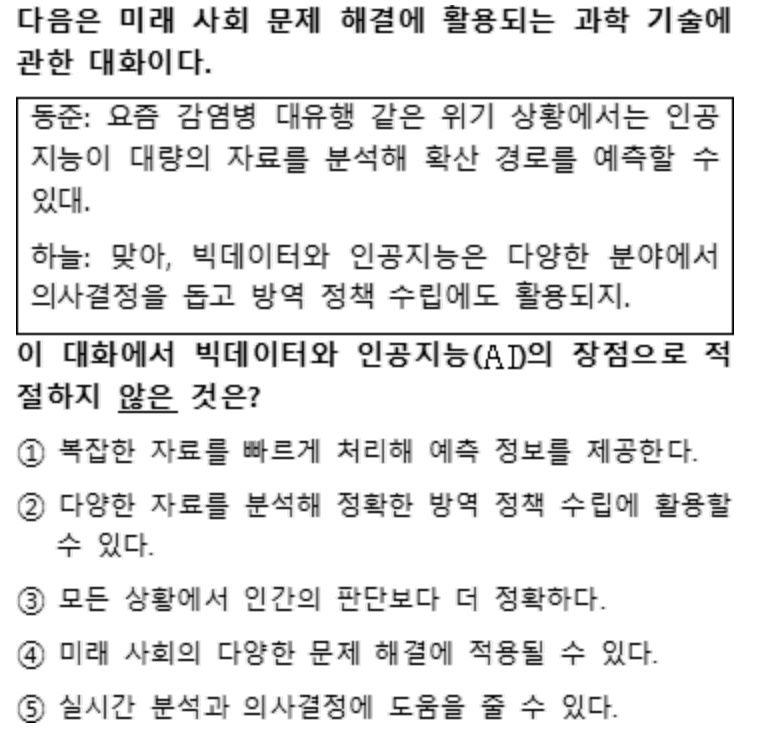 다음은 미래 사회 문제 해결에 활용되는 과학 기술에
관한 대화이다.
동준: 요즘 감염병 대유행 같은 위기 상황에서는 인공
지능이 대량의 자료를 분석해 확산 경로를 예측할 수
있대.
하늘: 맞아, 빅데이터와 인공지능은 다양한 분야에서
의사결정을 돕고 방역 정책 수립에도 활용되지.
이 대화에서 빅데이터와 인공지능(AI)의 장점으로 적
절하지 않은 것은?
① 복잡한 자료를 빠르게 처리해 예측 정보를 제공한다.
② 다양한 자료를 분석해 정확한 방역 정책 수립에 활용할
수 있다.
③ 모든 상황에서 인간의 판단보다 더 정확하다.
④ 미래 사회의 다양한 문제 해결에 적용될 수 있다.
⑤ 실시간 분석과 의사결정에 도움을 줄 수 있다.